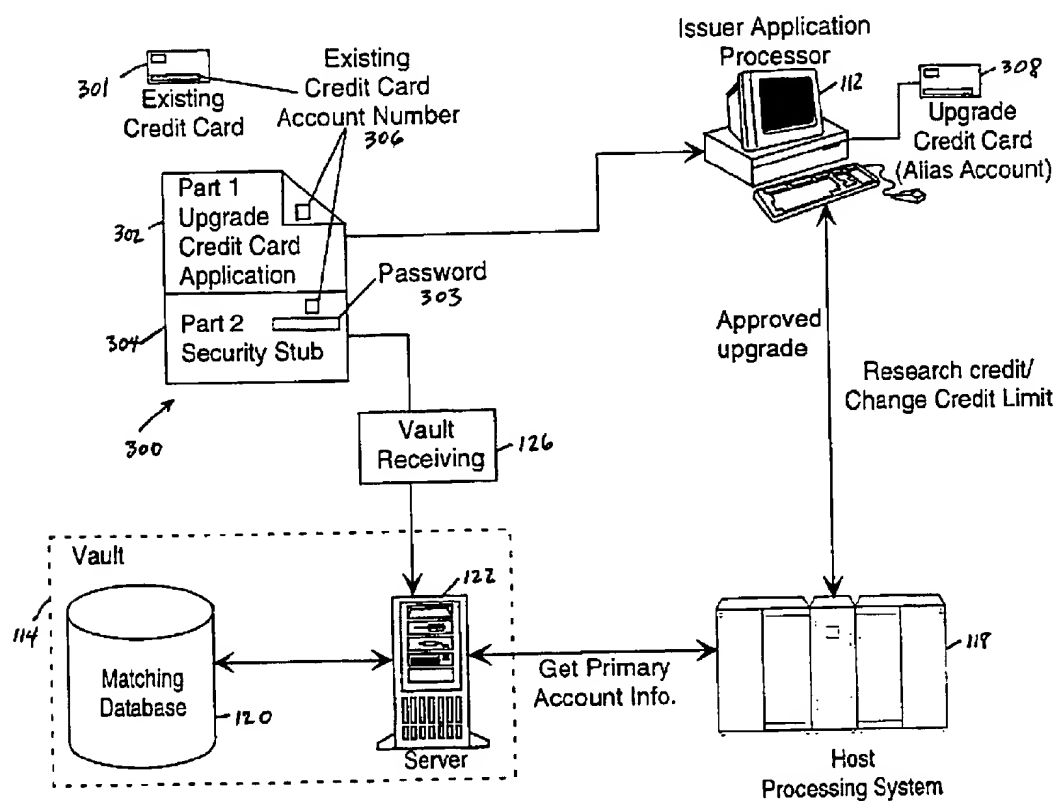 301
Existing
Credit Card
Existing
Credit Card
Account Number
306
Issuer Application
Processor
112
308
Upgrade
Credit Card
(Alias Account)
302
Part 1
Upgrade
Credit Card
Application
Password
303
304
Part 2
Security Stub
300
Vault
Receiving
126
Approved
upgrade
Research credit/
Change Credit Limit
Vault
114
Matching
Database
120
122
Server
Get Primary
Account Info.
118
Host
Processing System